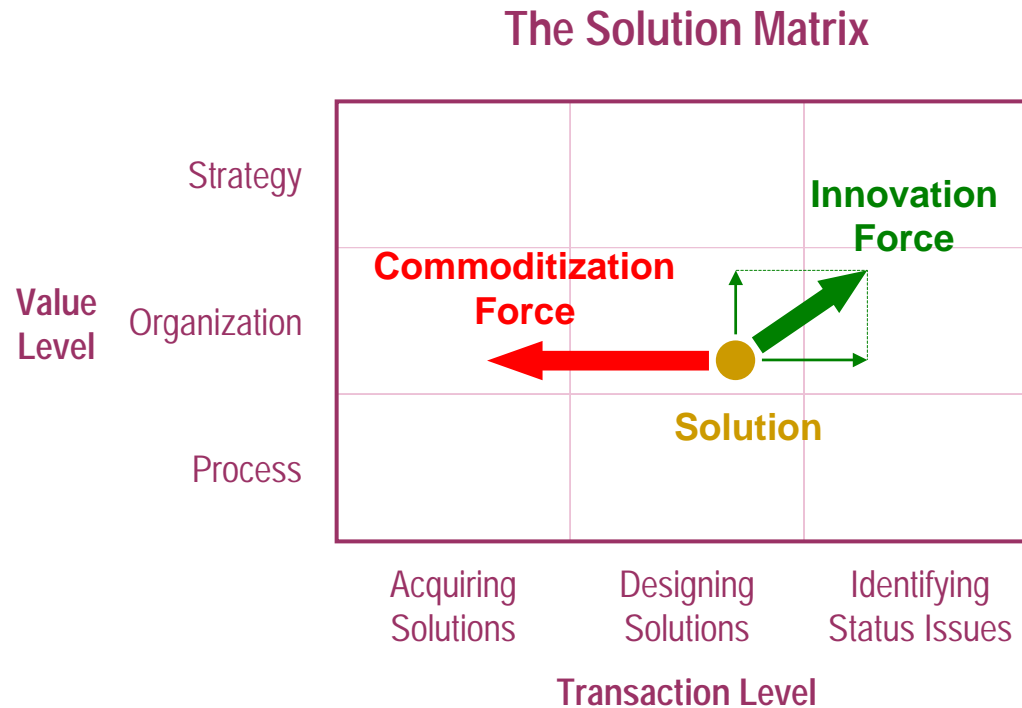 The Solution Matrix
Strategy
Innovation
Force
Commoditization
Force
Value
Level
Organization
Solution
Process
Acquiring
Solutions
Designing
Solutions
Identifying
Status Issues
Transaction Level